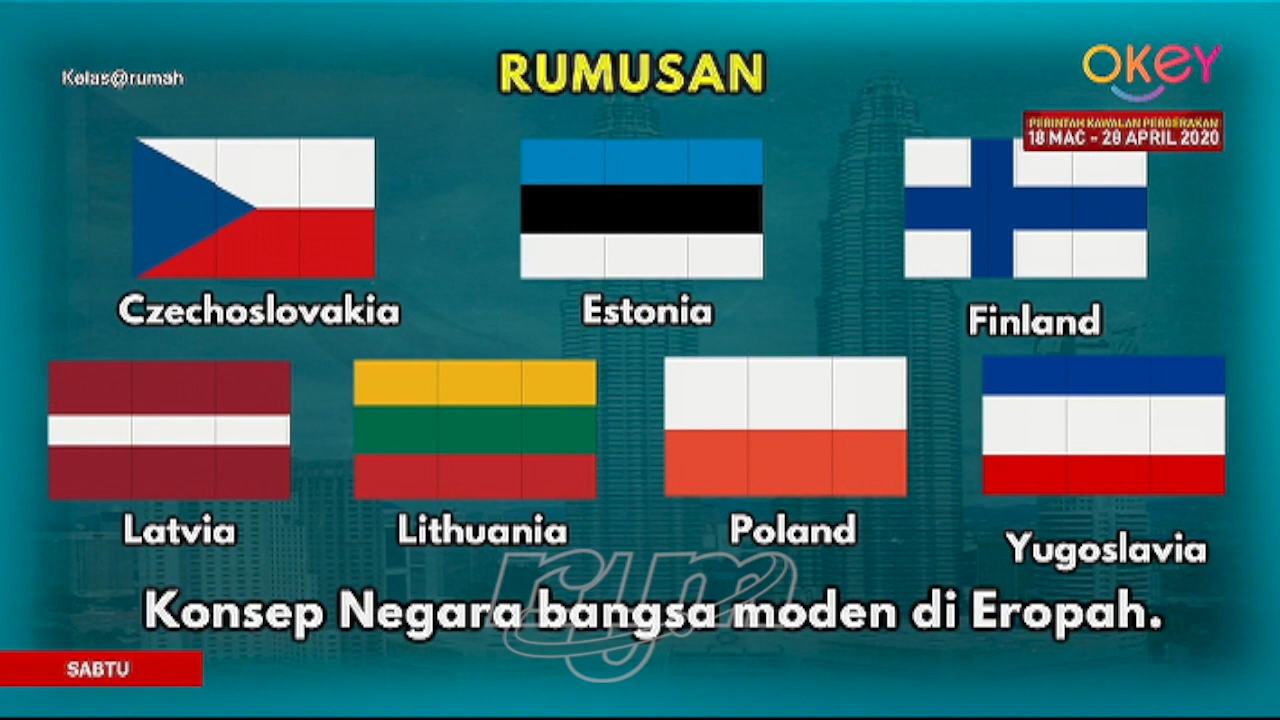 Kelas@rumah
RUMUSAN
OKEY
PERINTAH KAWALAN PERGERAKAN
18 MAC - 28 APRIL 2020
Czechoslovakia
Estonia
Finland
Latvia
Lithuania
Poland
Yugoslavia
rym
Konsep Negara bangsa moden di Eropah.
SABTU